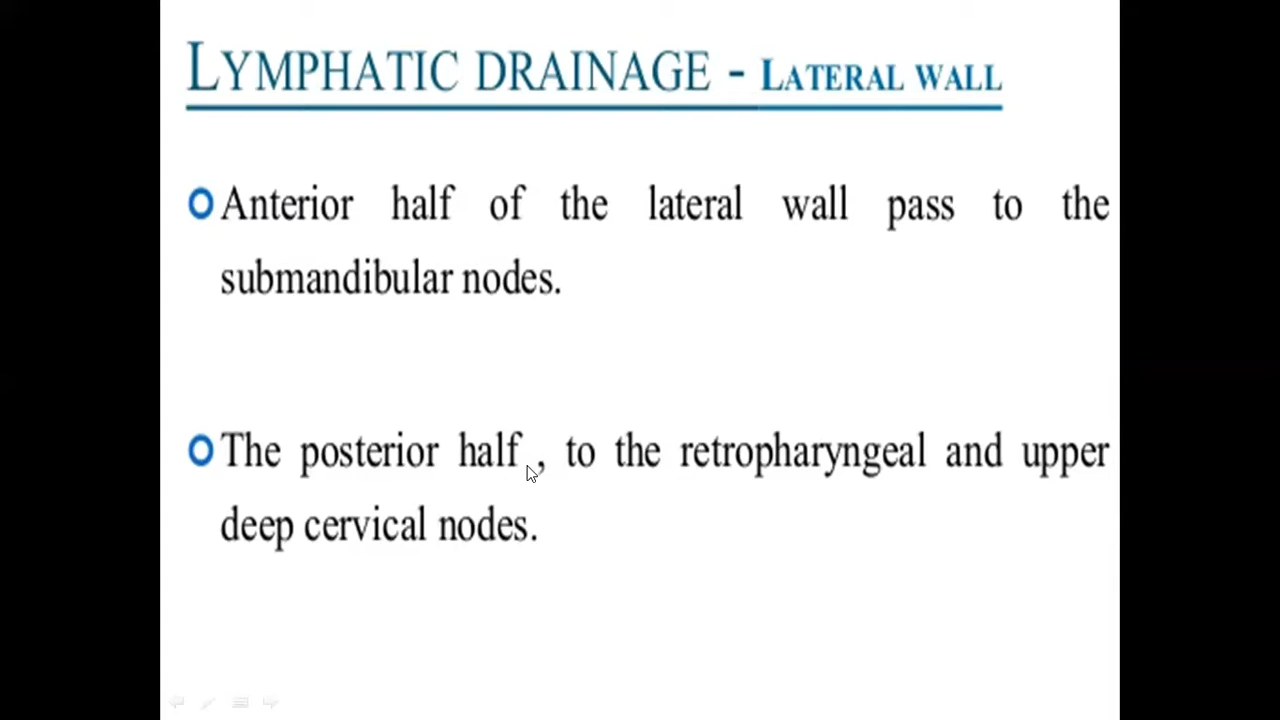 LYMPHATIC DRAINAGE - LATERAL WALL
Anterior half of the lateral wall pass to the
submandibular nodes.
The posterior half , to the retropharyngeal and upper
deep cervical nodes.